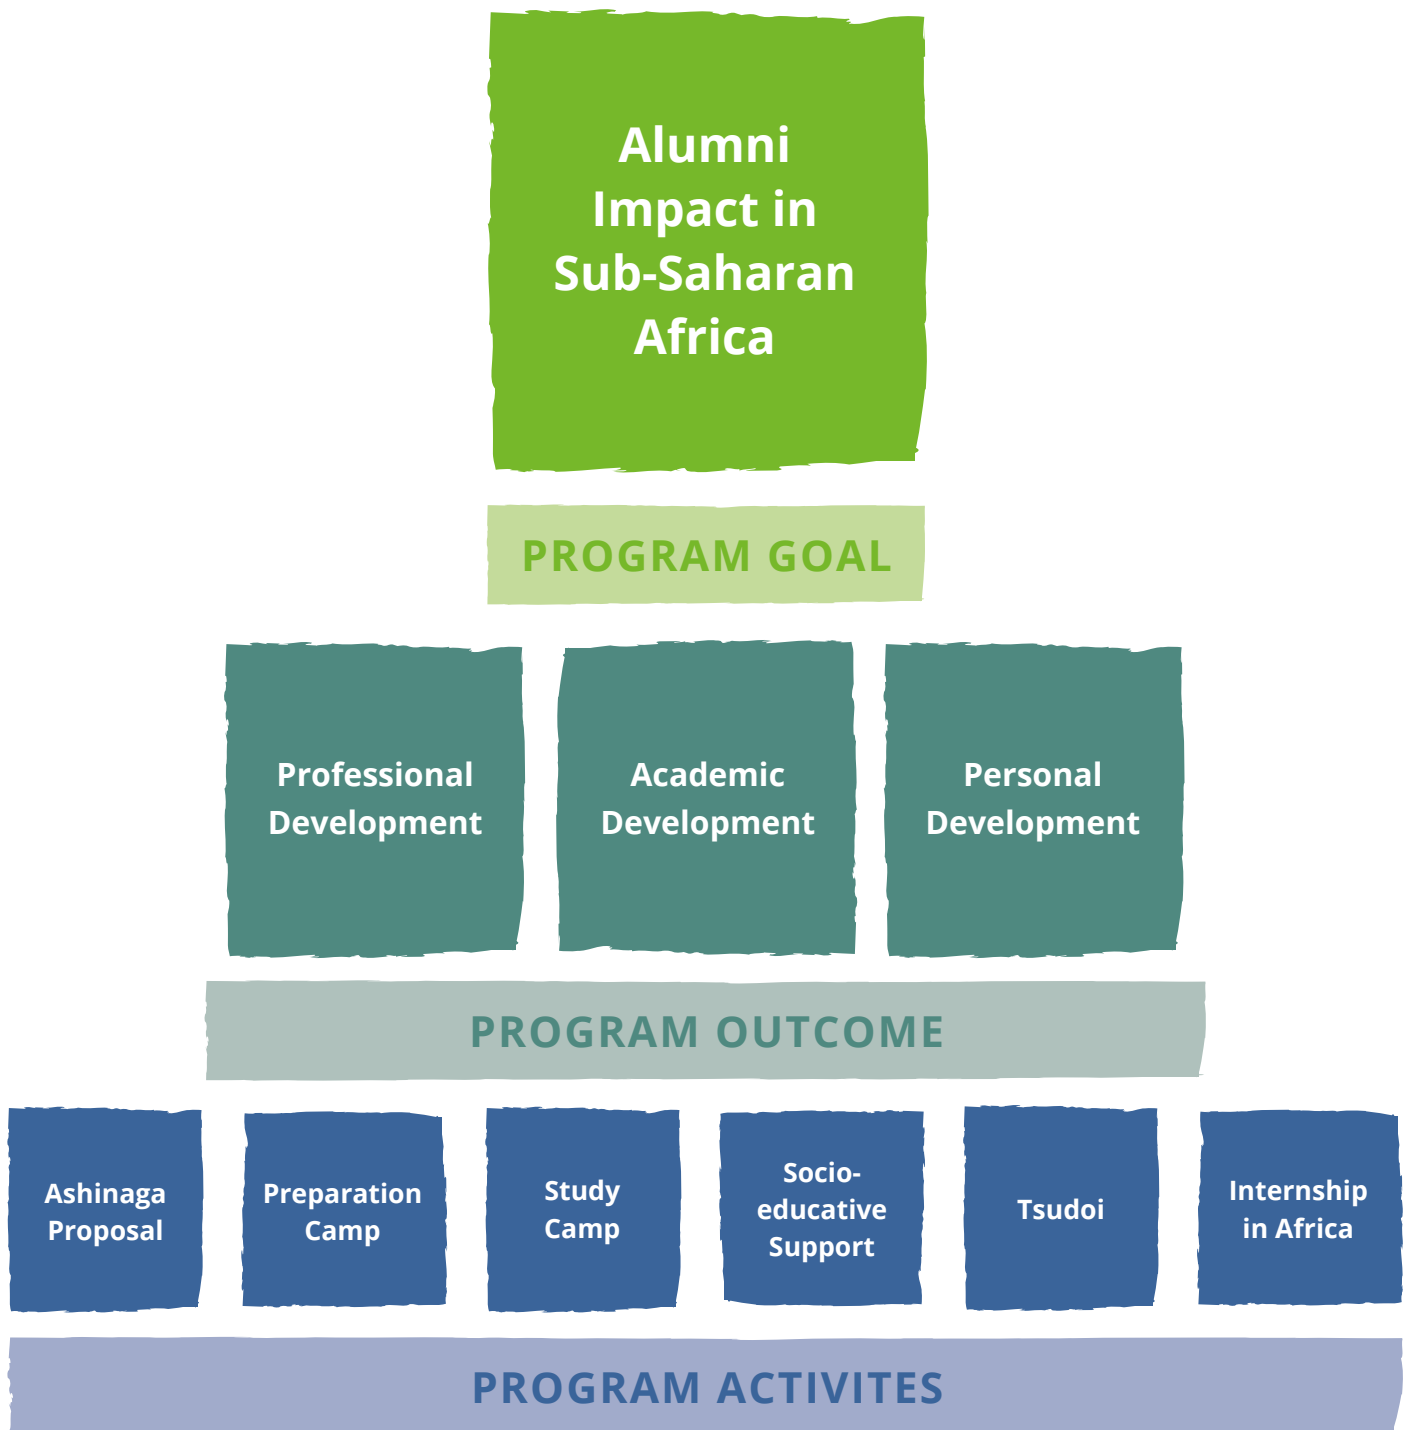 Alumni
Impact in
Sub-Saharan
Africa
PROGRAM GOAL
Professional
Development
Academic
Development
Personal
Development
PROGRAM OUTCOME
Ashinaga
Proposal
Preparation
Camp
Study
Camp
Socio-
educative
Support
Tsudoi
Internship
in Africa
PROGRAM ACTIVITES